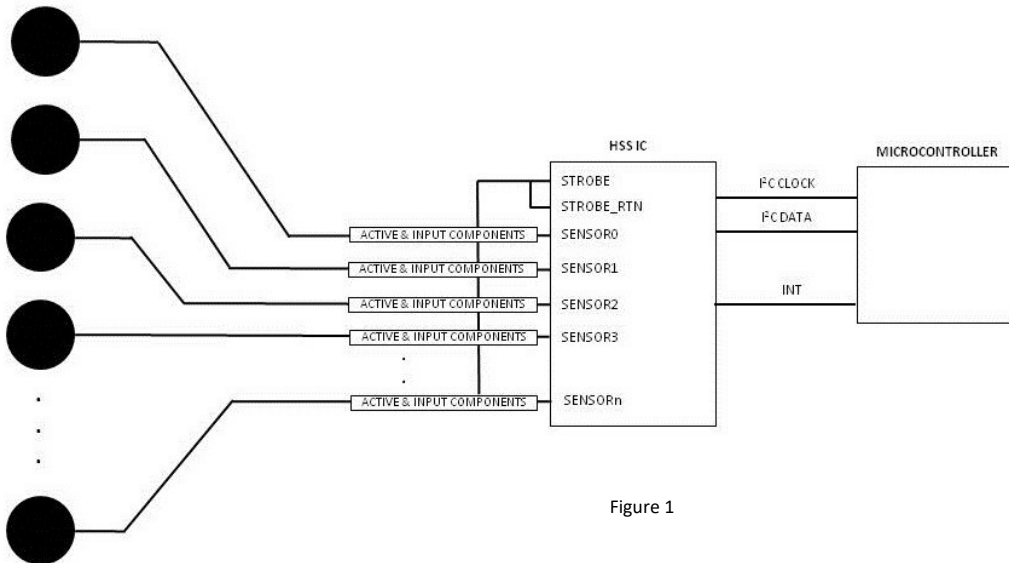 HSS IC
MICROCONTROLLER
STROBE
STROBE_RTN
ACTIVE & INPUT COMPONENTS
SENSOR0
ACTIVE & INPUT COMPONENTS
SENSOR1
ACTIVE & INPUT COMPONENTS
SENSOR2
ACTIVE & INPUT COMPONENTS
SENSOR3
ACTIVE & INPUT COMPONENTS
SENSORn
I²C CLOCK
I²C DATA
INT
Figure 1